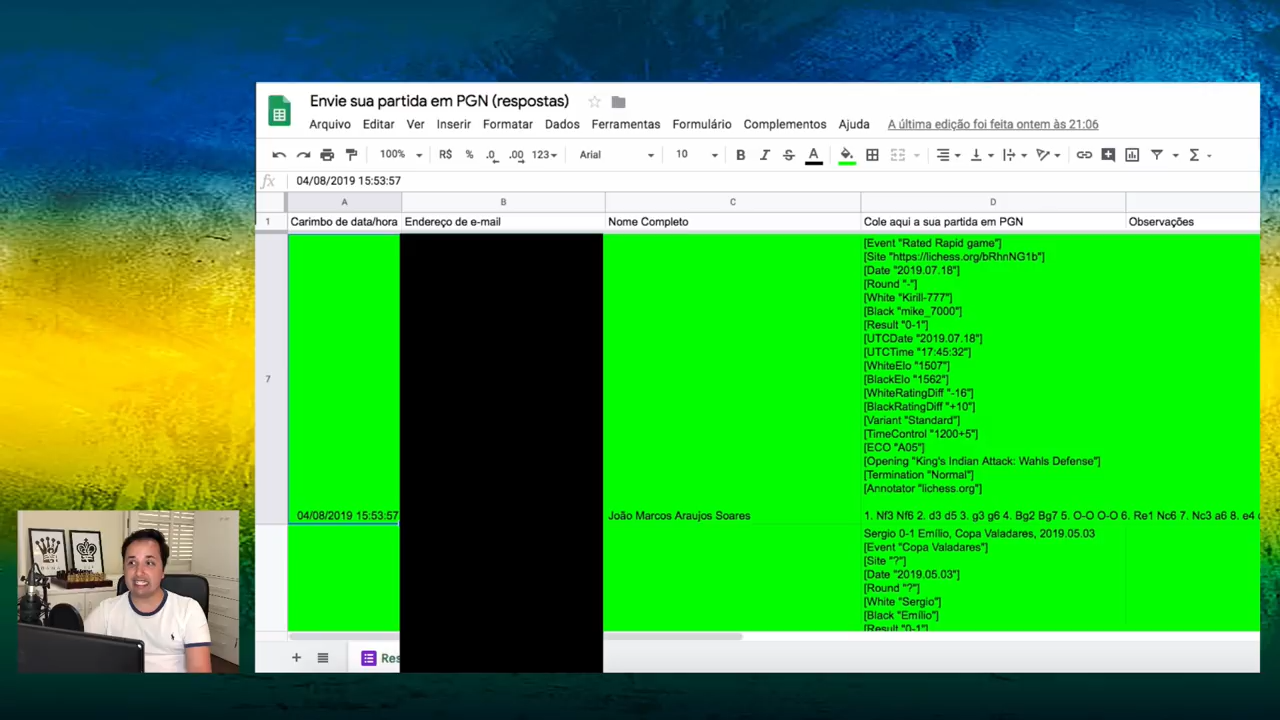 Envie sua partida em PGN (respostas)
Arquivo Editar Ver Inserir Formatar Dados Ferramentas Formulário Complementos Ajuda A última edição foi feita ontem às 21:06
100% R$ % .0 .00 123 Arial 10 B I S A Σ
fx 04/08/2019 15:53:57
A B C D
1 Carimbo de data/hora Endereço de e-mail Nome Completo Cole aqui a sua partida em PGN Observações
[Event "Rated Rapid game"]
[Site "https://lichess.org/bRhnNG1b"]
[Date "2019.07.18"]
[Round "-"]
[White "Kirill-777"]
[Black "mike_7000"]
[Result "0-1"]
[UTCDate "2019.07.18"]
[UTCTime "17:45:32"]
[WhiteElo "1507"]
7
[BlackElo "1562"]
[WhiteRatingDiff "-16"]
[BlackRatingDiff "+10"]
[Variant "Standard"]
[TimeControl "1200+5"]
[ECO "A05"]
[Opening "King's Indian Attack: Wahls Defense"]
[Termination "Normal"]
[Annotator "lichess.org"]
04/08/2019 15:53:57 João Marcos Araujos Soares 1. Nf3 Nf6 2. d3 d5 3. g3 g6 4. Bg2 Bg7 5. O-O O-O 6. Re1 Nc6 7. Nc3 a6 8. e4
Sergio 0-1 Emílio, Copa Valadares, 2019.05.03
[Event "Copa Valadares"]
[Site "?"]
[Date "2019.05.03"]
[Round "?"]
[White "Sergio"]
[Black "Emílio"]
[Result "0-1"]
Res